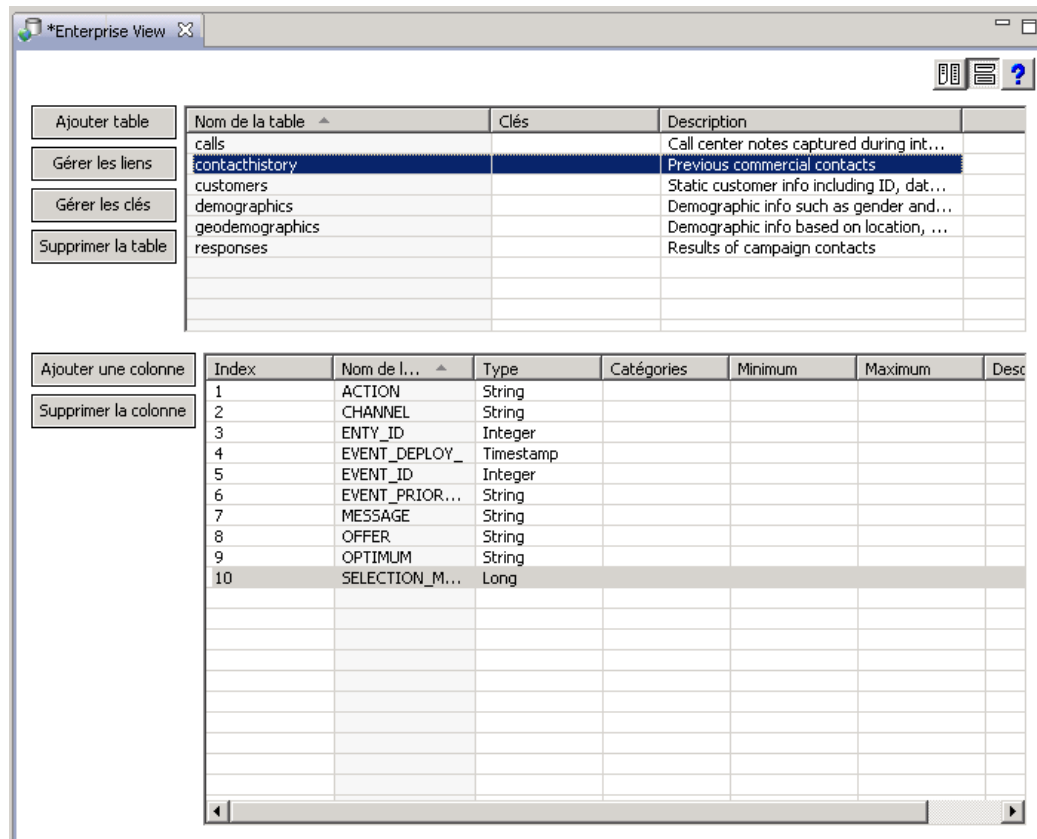 *Enterprise View
?
Ajouter table
Gérer les liens
Gérer les clés
Supprimer la table
Nom de la table Clés Description
calls Call center notes captured during int...
contacthistory Previous commercial contacts
customers Static customer info including ID, dat...
demographics Demographic info such as gender and...
geodemographics Demographic info based on location, ...
responses Results of campaign contacts
Ajouter une colonne
Supprimer la colonne
Index Nom de l... Type Catégories Minimum Maximum Desc
1 ACTION String
2 CHANNEL String
3 ENTY_ID Integer
4 EVENT_DEPLOY_ Timestamp
5 EVENT_ID Integer
6 EVENT_PRIOR... String
7 MESSAGE String
8 OFFER String
9 OPTIMUM String
10 SELECTION_M... Long